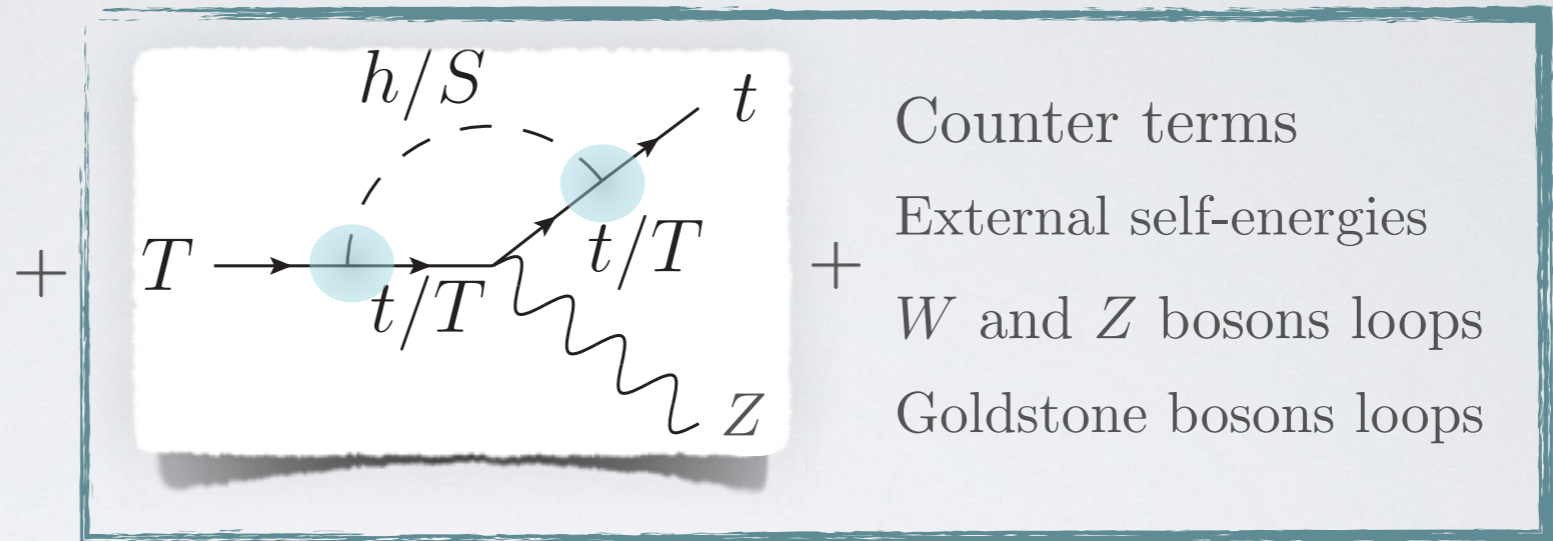 h/S
t
Counter terms
External self-energies
+
T
t/T
t/T
+
W and Z bosons loops
Z
Goldstone bosons loops